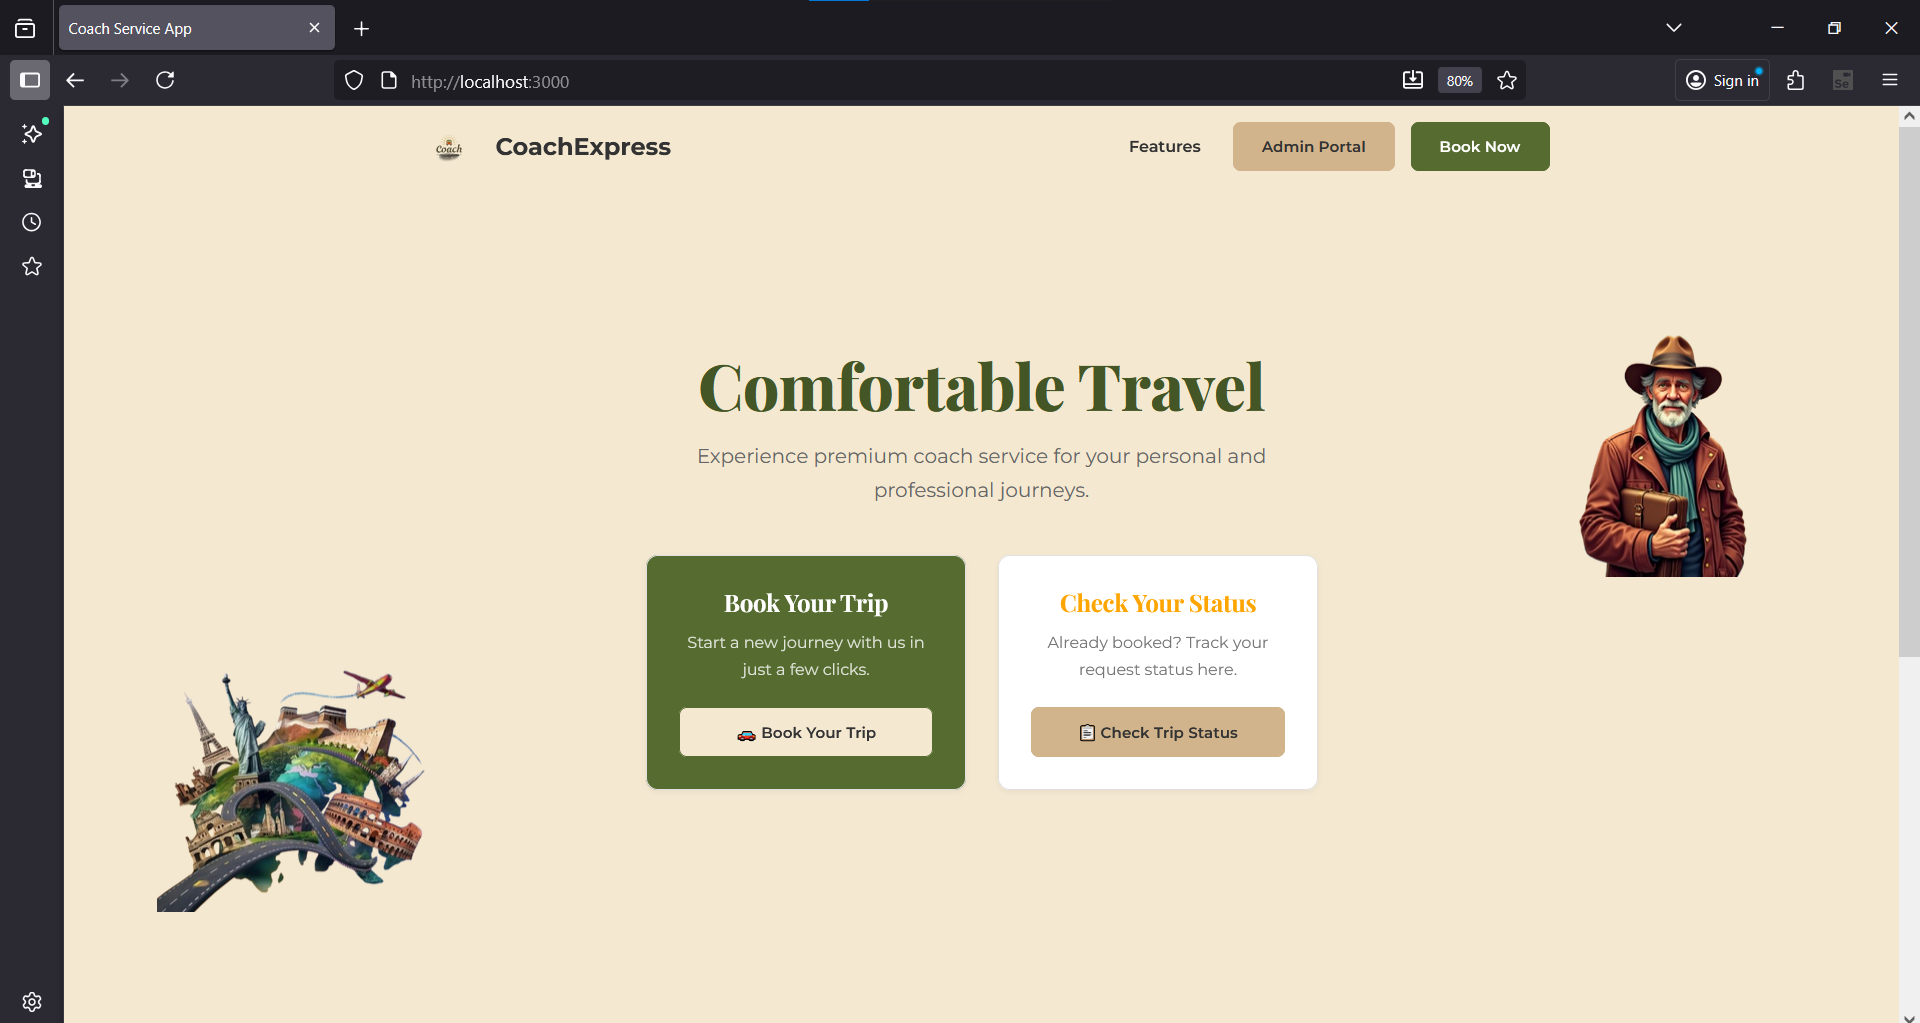 Coach Service App
http://localhost:3000
80%
Sign in
Se
Coach
CoachExpress
Features
Admin Portal
Book Now
Comfortable Travel
Experience premium coach service for your personal and
professional journeys.
Book Your Trip
Start a new journey with us in
just a few clicks.
Book Your Trip
Check Your Status
Already booked? Track your
request status here.
Check Trip Status